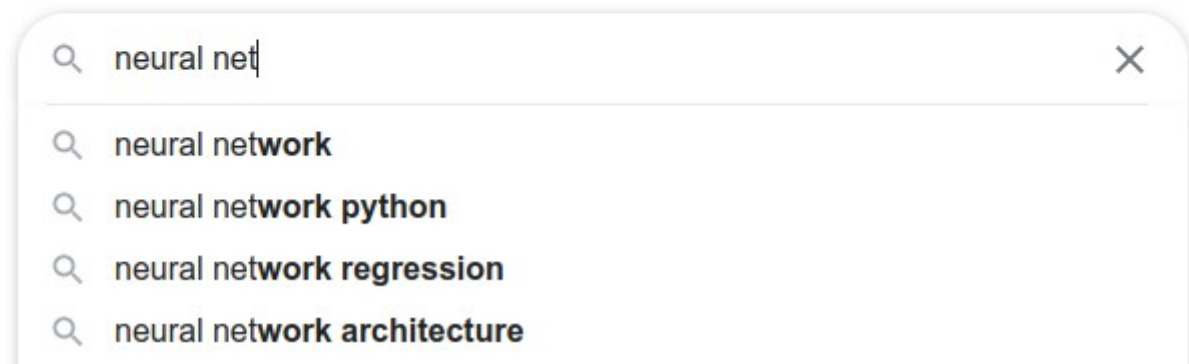 neural net
neural network
neural network python
neural network regression
neural network architecture